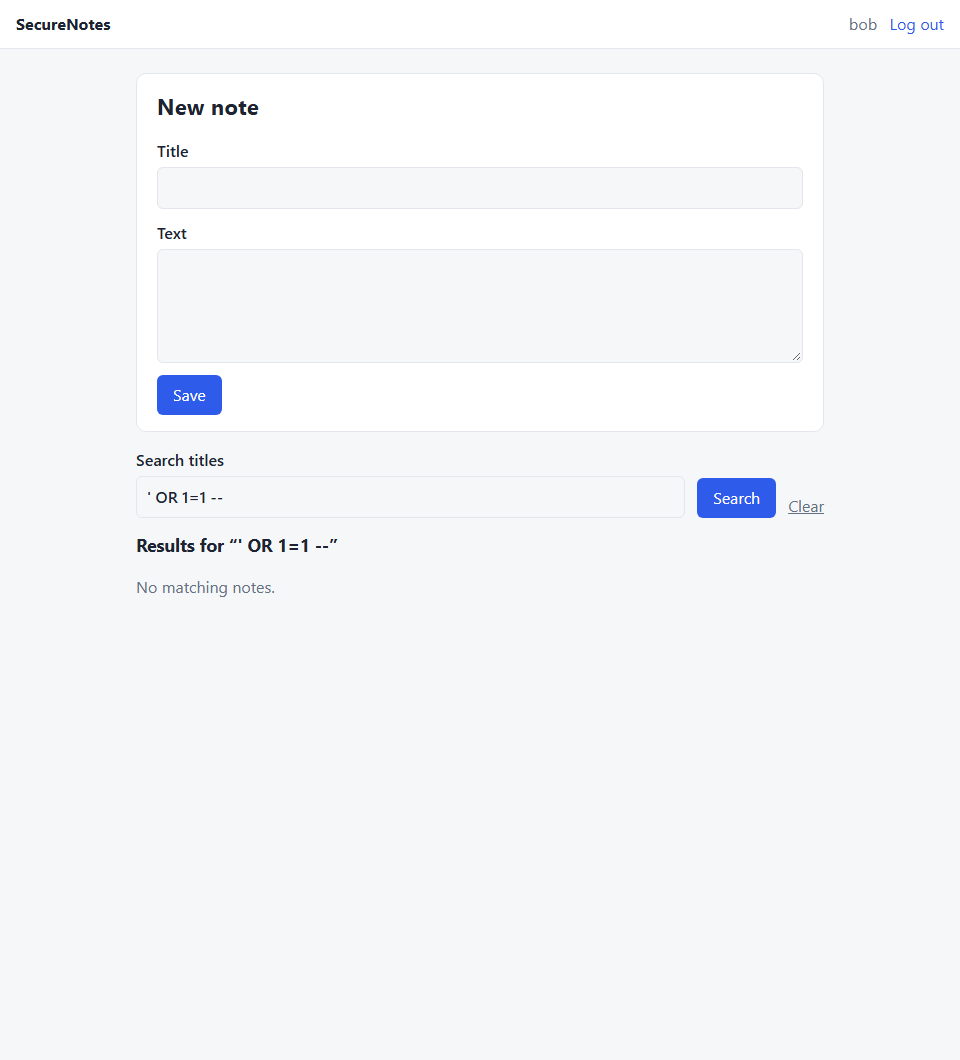 SecureNotes
bob Log out
New note
Title
Text
Save
Search titles
' OR 1=1 --
Search
Clear
Results for “' OR 1=1 --”
No matching notes.